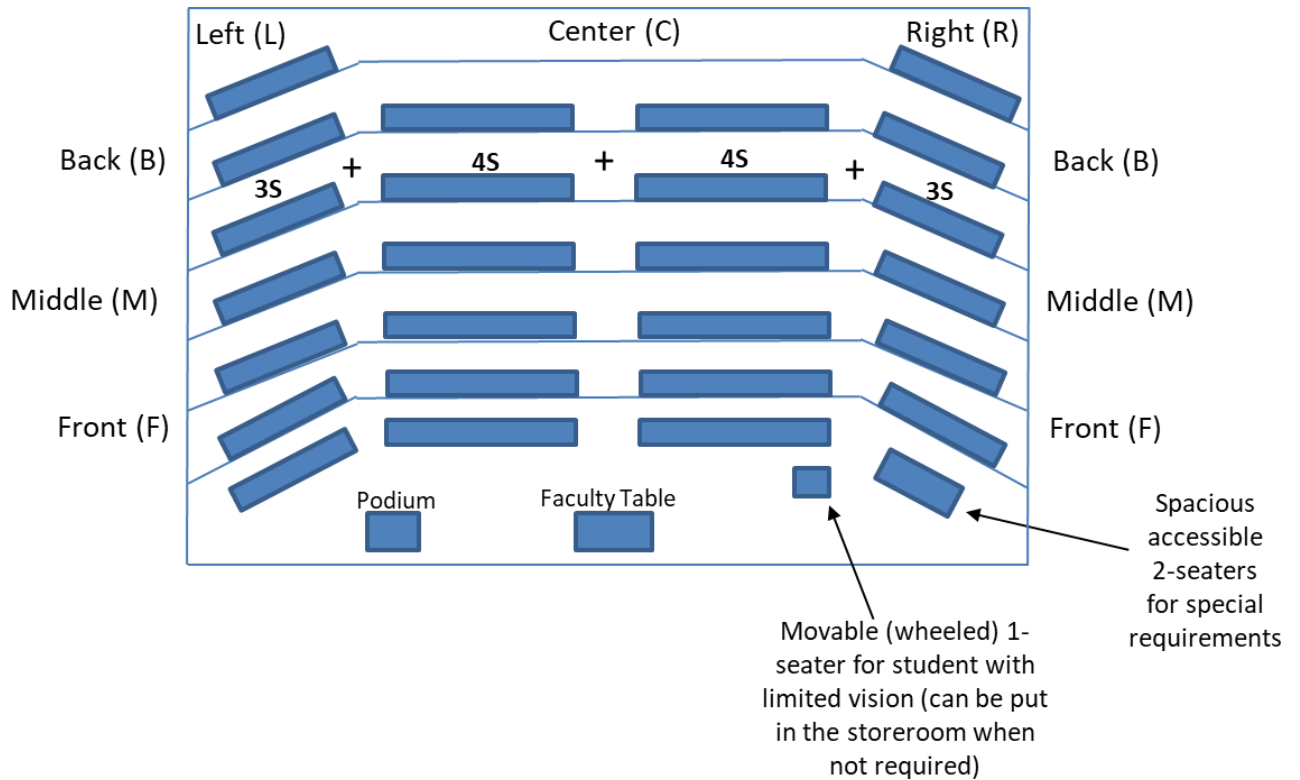 Left (L)
Center (C)
Right (R)
Back (B)
3S
+
4S
+
4S
+
3S
Back (B)
Middle (M)
Middle (M)
Front (F)
Front (F)
Podium
Faculty Table
Spacious
accessible
2-seaters
for special
requirements
Movable (wheeled) 1-
seater for student with
limited vision (can be put
in the storeroom when
not required)